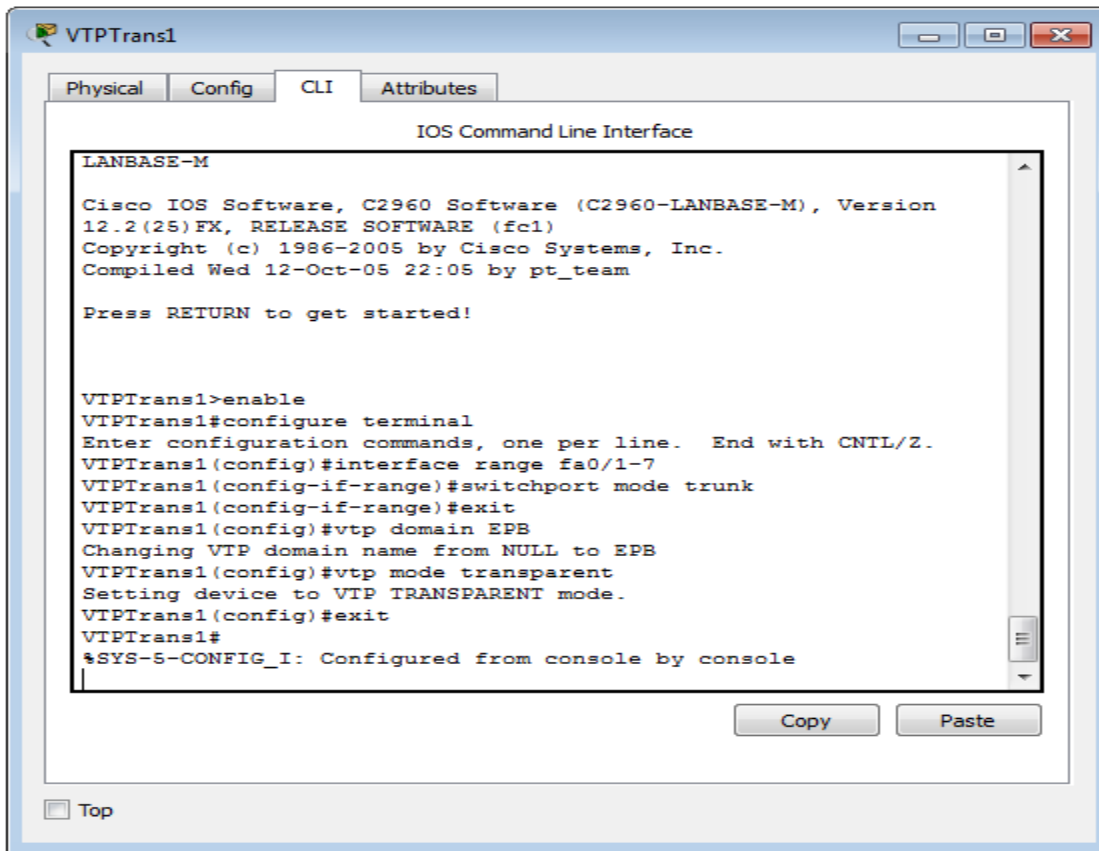 VTPTrans1
Physical Config CLI Attributes
IOS Command Line Interface
LANBASE-M
Cisco IOS Software, C2960 Software (C2960-LANBASE-M), Version
12.2(25)FX, RELEASE SOFTWARE (fc1)
Copyright (c) 1986-2005 by Cisco Systems, Inc.
Compiled Wed 12-Oct-05 22:05 by pt_team
Press RETURN to get started!
VTPTrans1>enable
VTPTrans1#configure terminal
Enter configuration commands, one per line.  End with CNTL/Z.
VTPTrans1(config)#interface range fa0/1-7
VTPTrans1(config-if-range)#switchport mode trunk
VTPTrans1(config-if-range)#exit
VTPTrans1(config)#vtp domain EPB
Changing VTP domain name from NULL to EPB
VTPTrans1(config)#vtp mode transparent
Setting device to VTP TRANSPARENT mode.
VTPTrans1(config)#exit
VTPTrans1#
%SYS-5-CONFIG_I: Configured from console by console
Copy Paste
Top